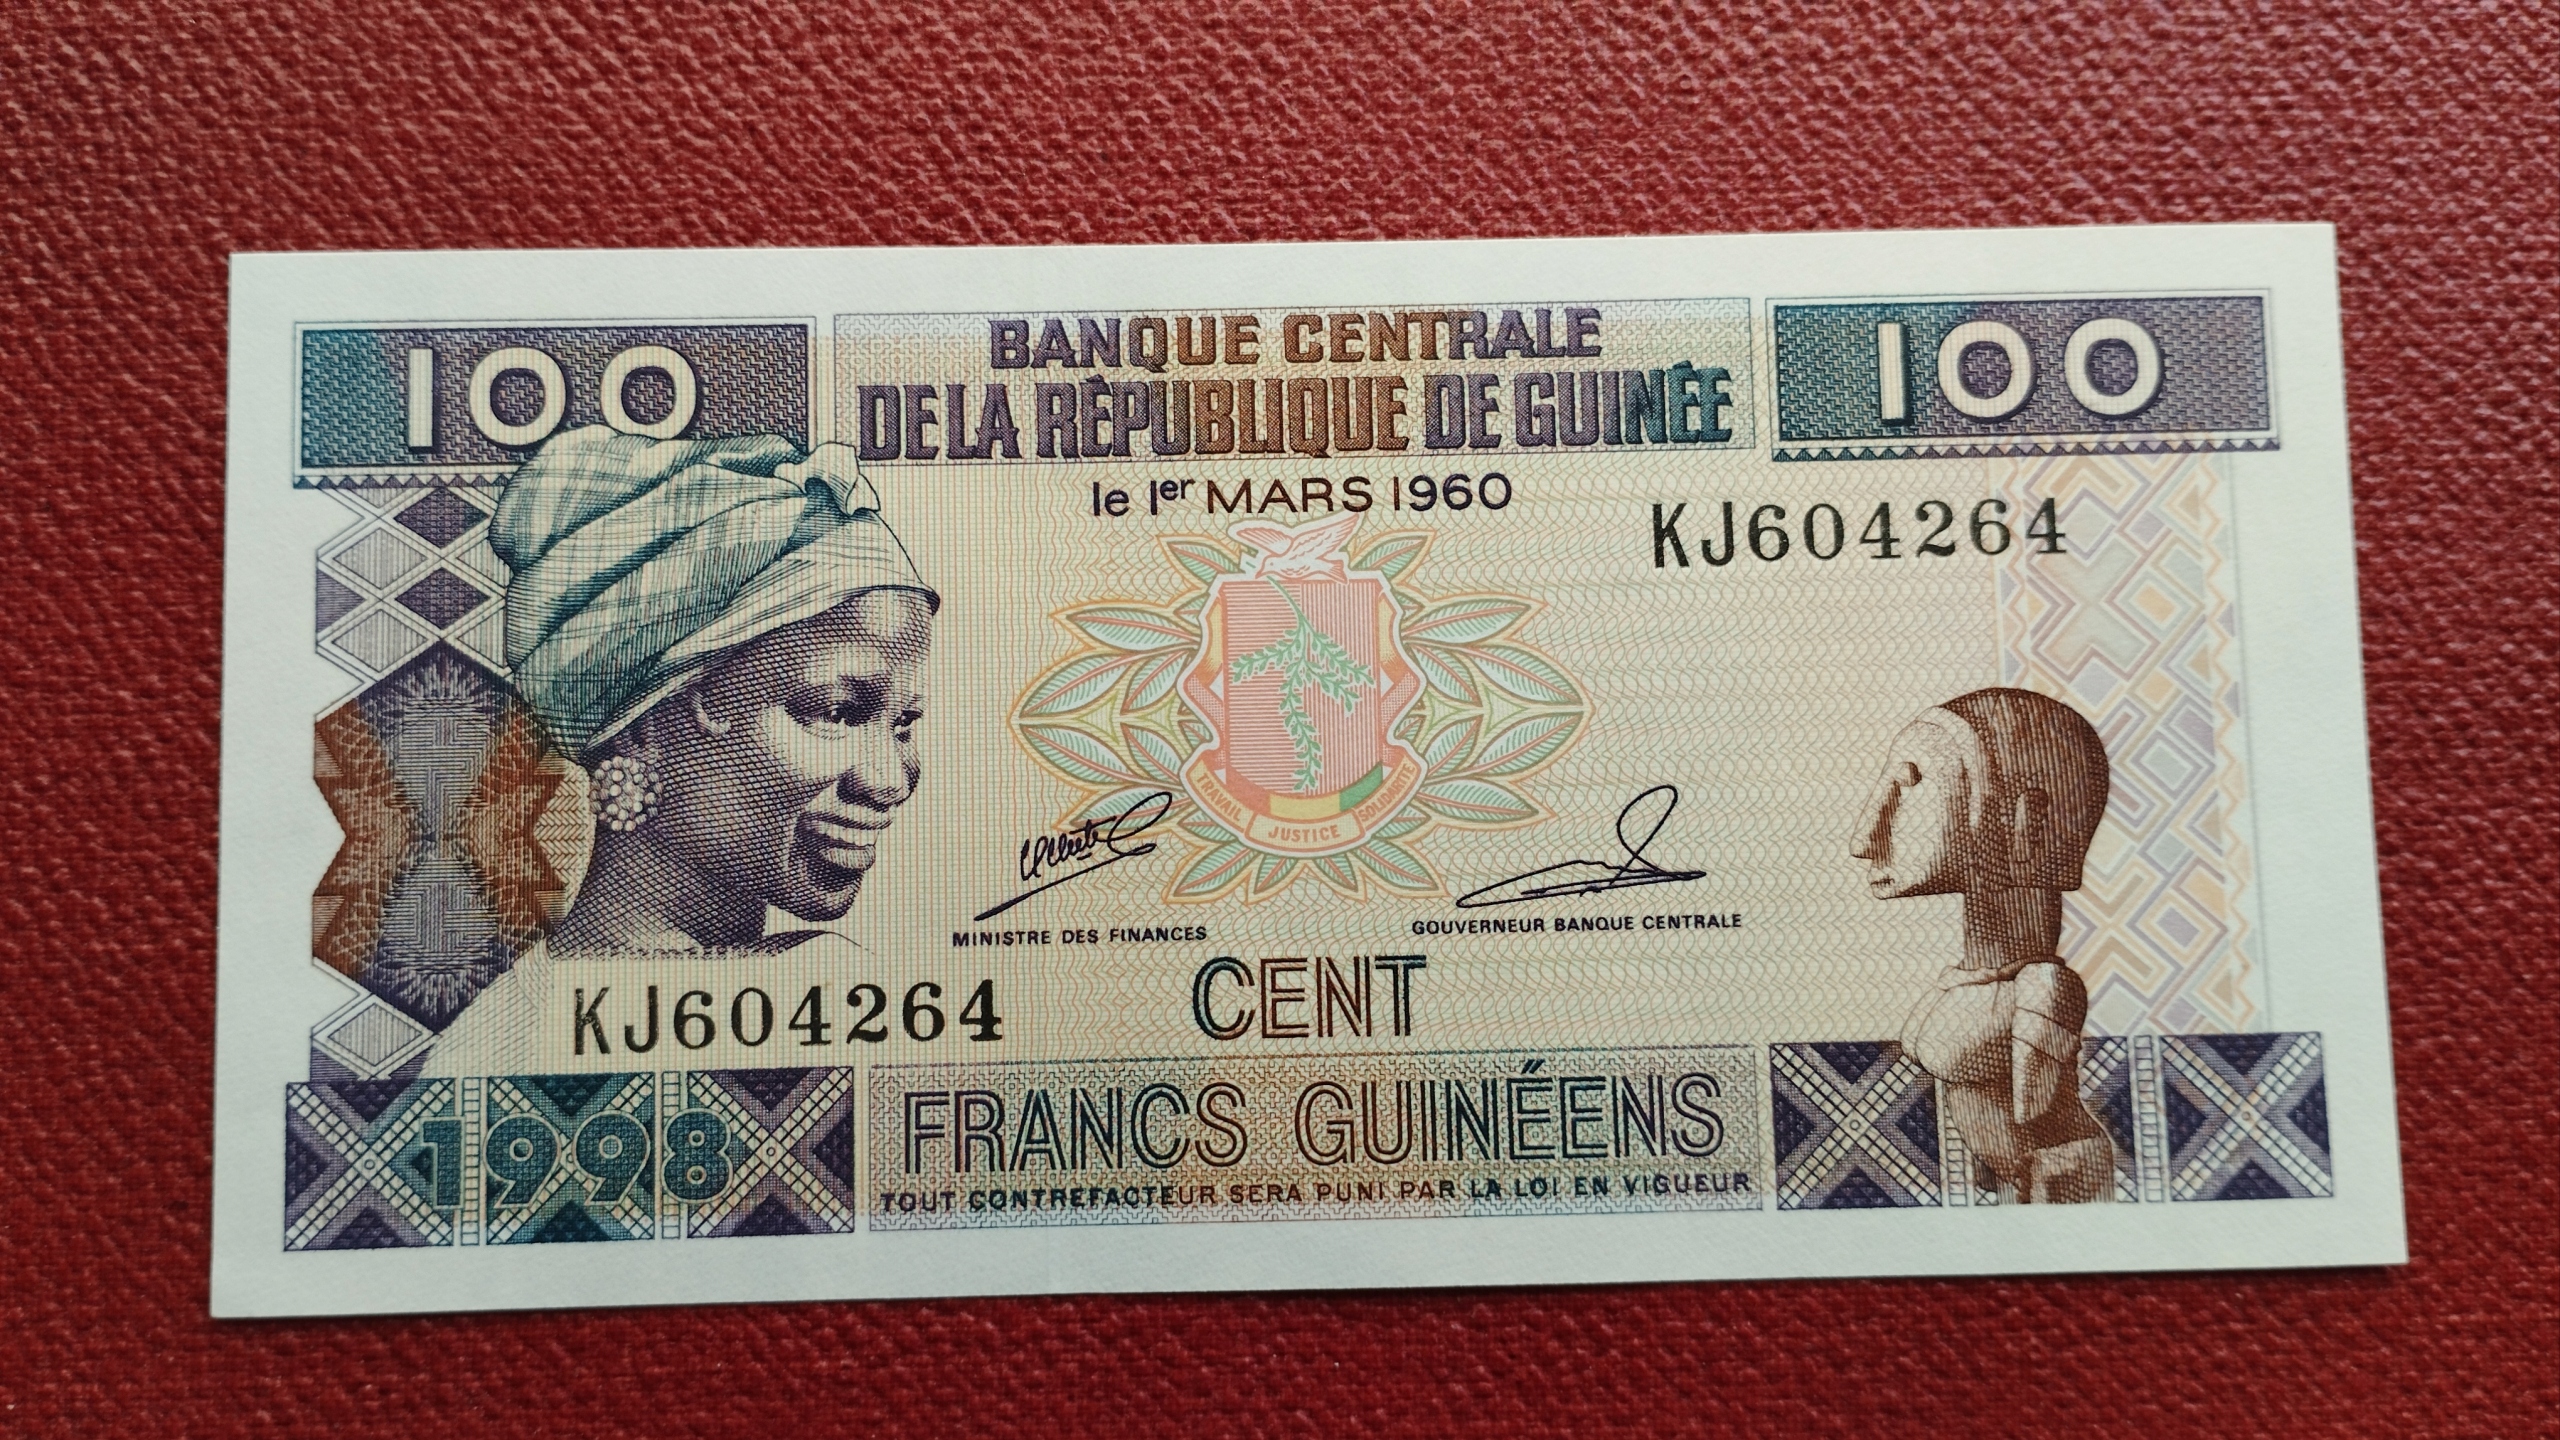 100
BANQUE CENTRALE
DE LA RÉPUBLIQUE DE GUINÉE
100
le 1er MARS 1960
KJ604264
TRAVAIL JUSTICE SOLIDARITÉ
MINISTRE DES FINANCES
GOUVERNEUR BANQUE CENTRALE
KJ604264
CENT
FRANCS GUINÉENS
1998
TOUT CONTREFACTEUR SERA PUNI PAR LA LOI EN VIGUEUR